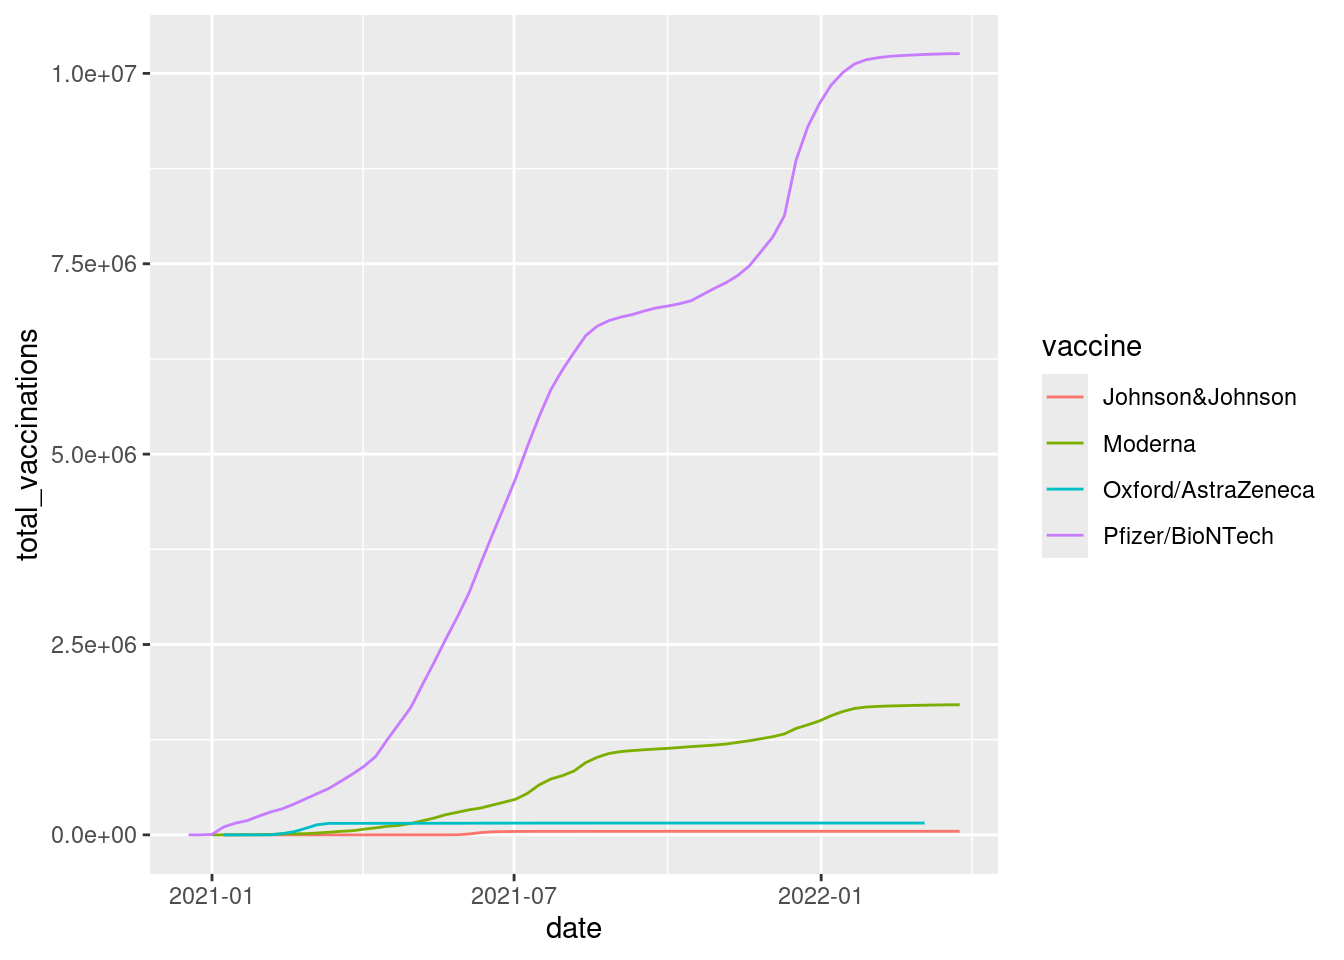 1.0e+07
7.5e+06
5.0e+06
2.5e+06
0.0e+00
total_vaccinations
2021-01
2021-07
2022-01
date
vaccine
Johnson&Johnson
Moderna
Oxford/AstraZeneca
Pfizer/BioNTech